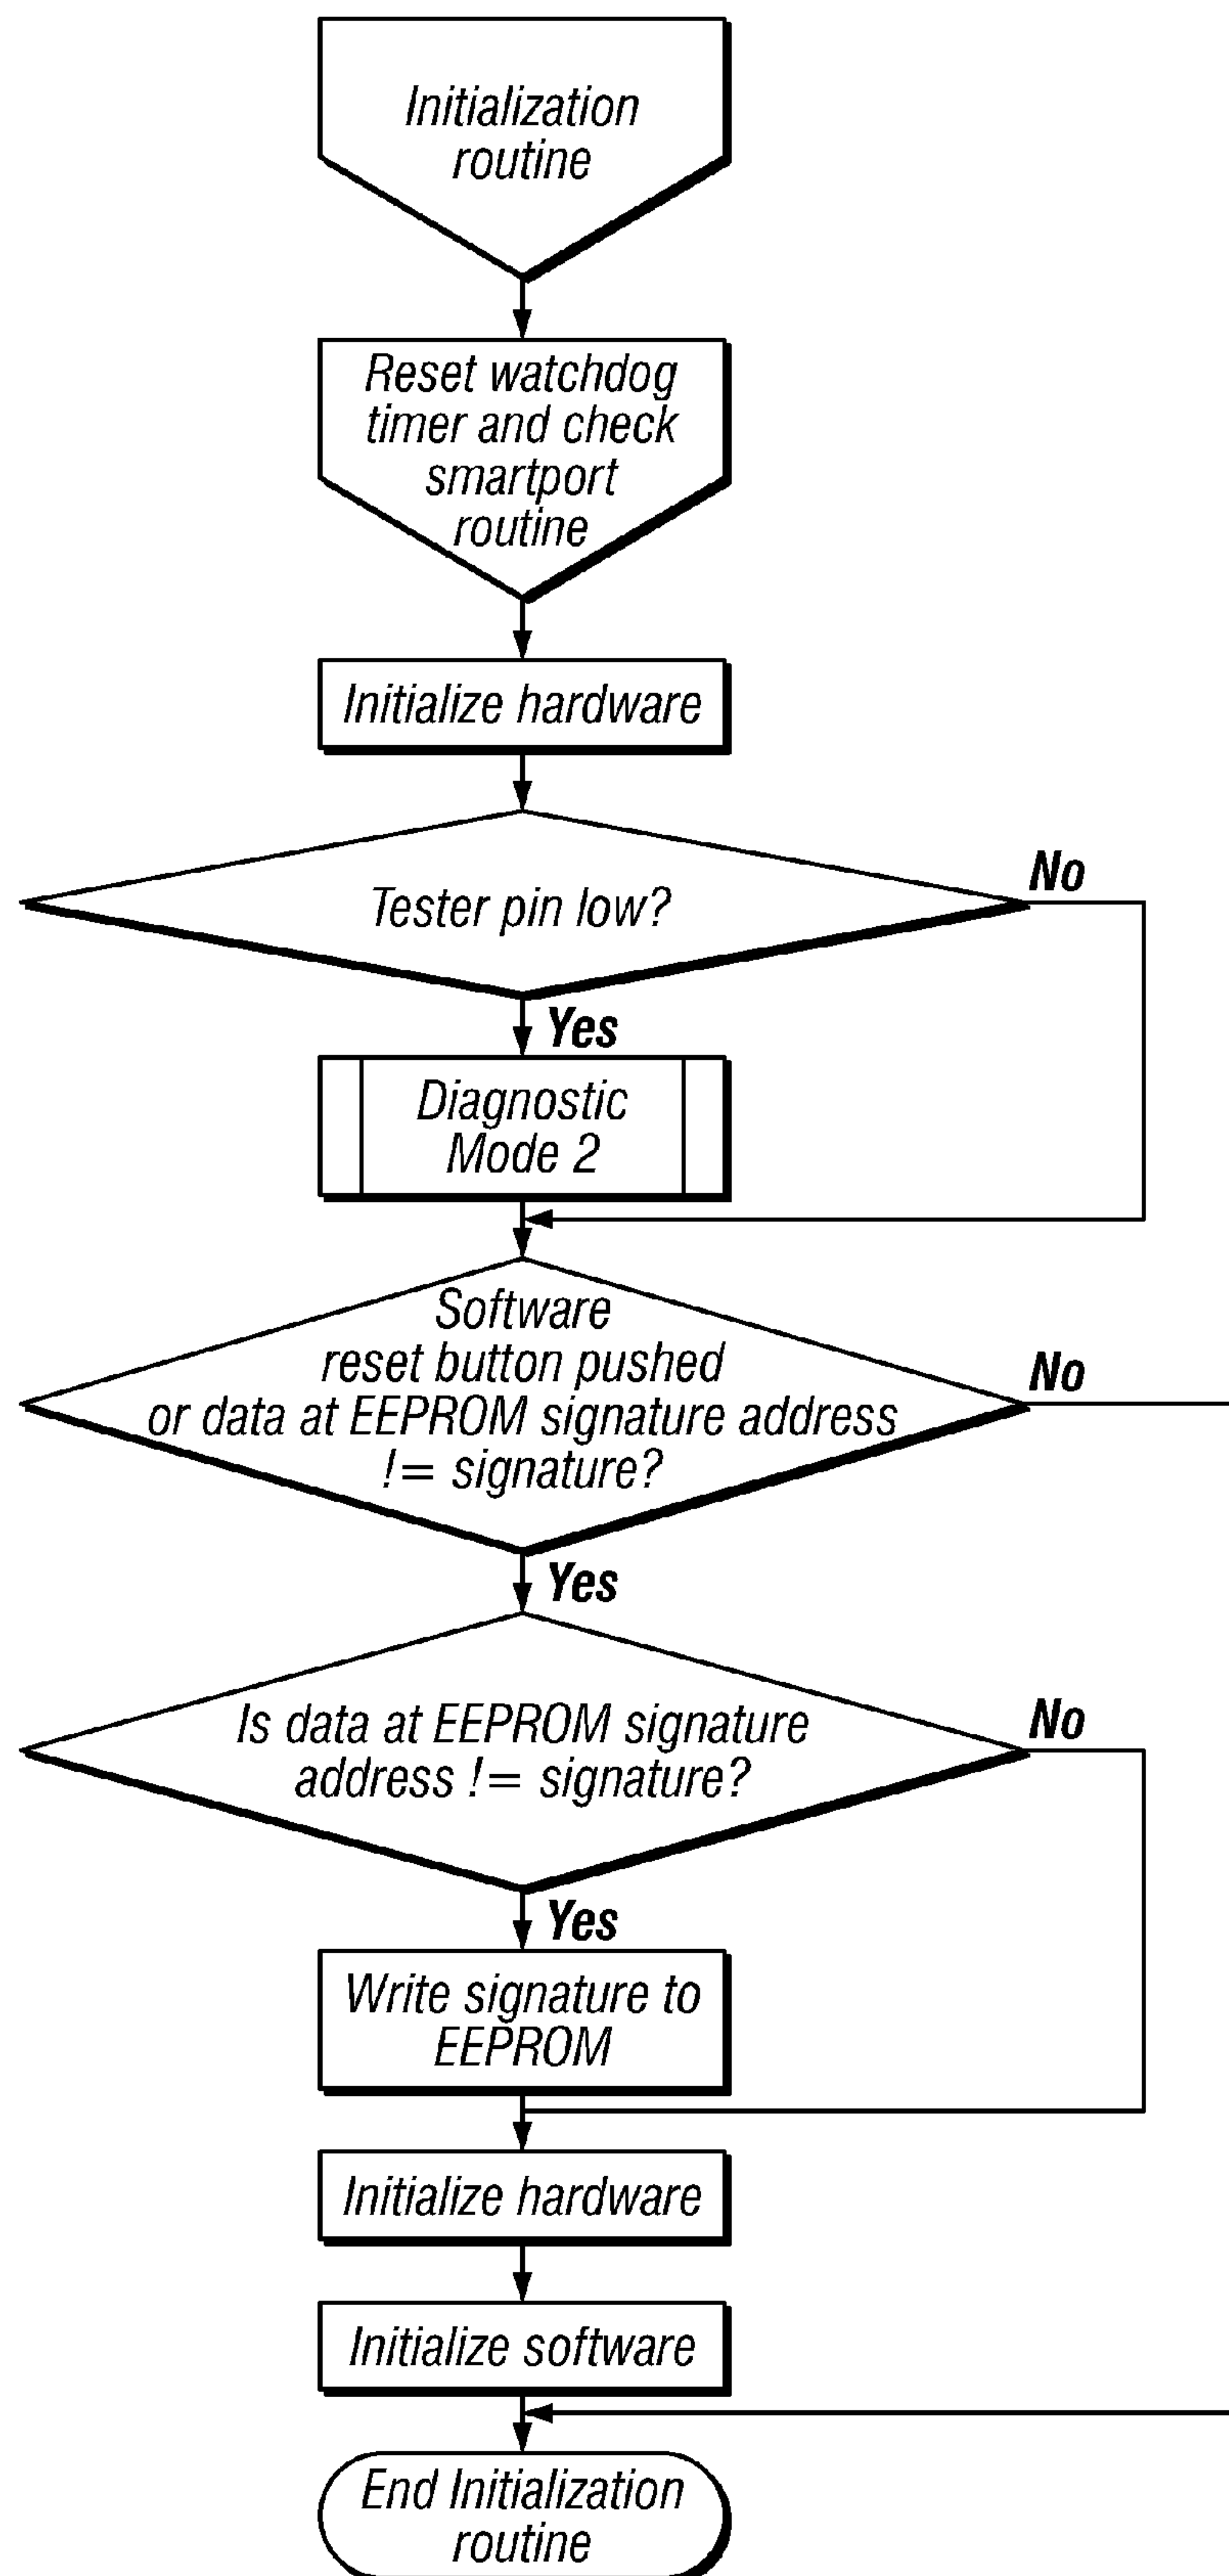 Initialization
routine
Reset watchdog
timer and check
smartport
routine
Initialize hardware
Tester pin low?
No
Yes
Diagnostic
Mode 2
Software
reset button pushed
or data at EEPROM signature address
!= signature?
No
Yes
Is data at EEPROM signature
address != signature?
No
Yes
Write signature to
EEPROM
Initialize hardware
Initialize software
End Initialization
routine